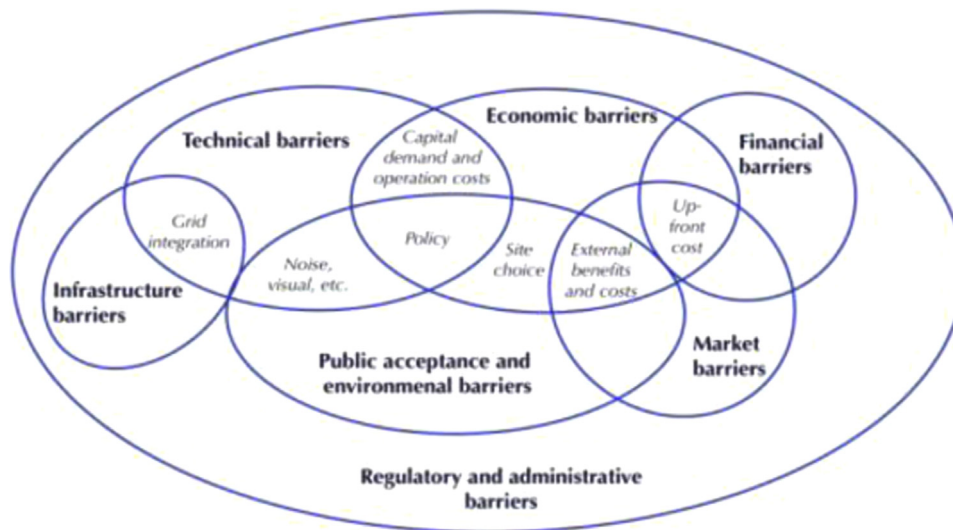 Technical barriers
Economic barriers
Financial
barriers
Capital
demand and
operation costs
Grid
integration
Up-
front
cost
Policy
Site
choice
External
benefits
and costs
Noise,
visual, etc.
Infrastructure
barriers
Market
barriers
Public acceptance and
environmenal barriers
Regulatory and administrative
barriers